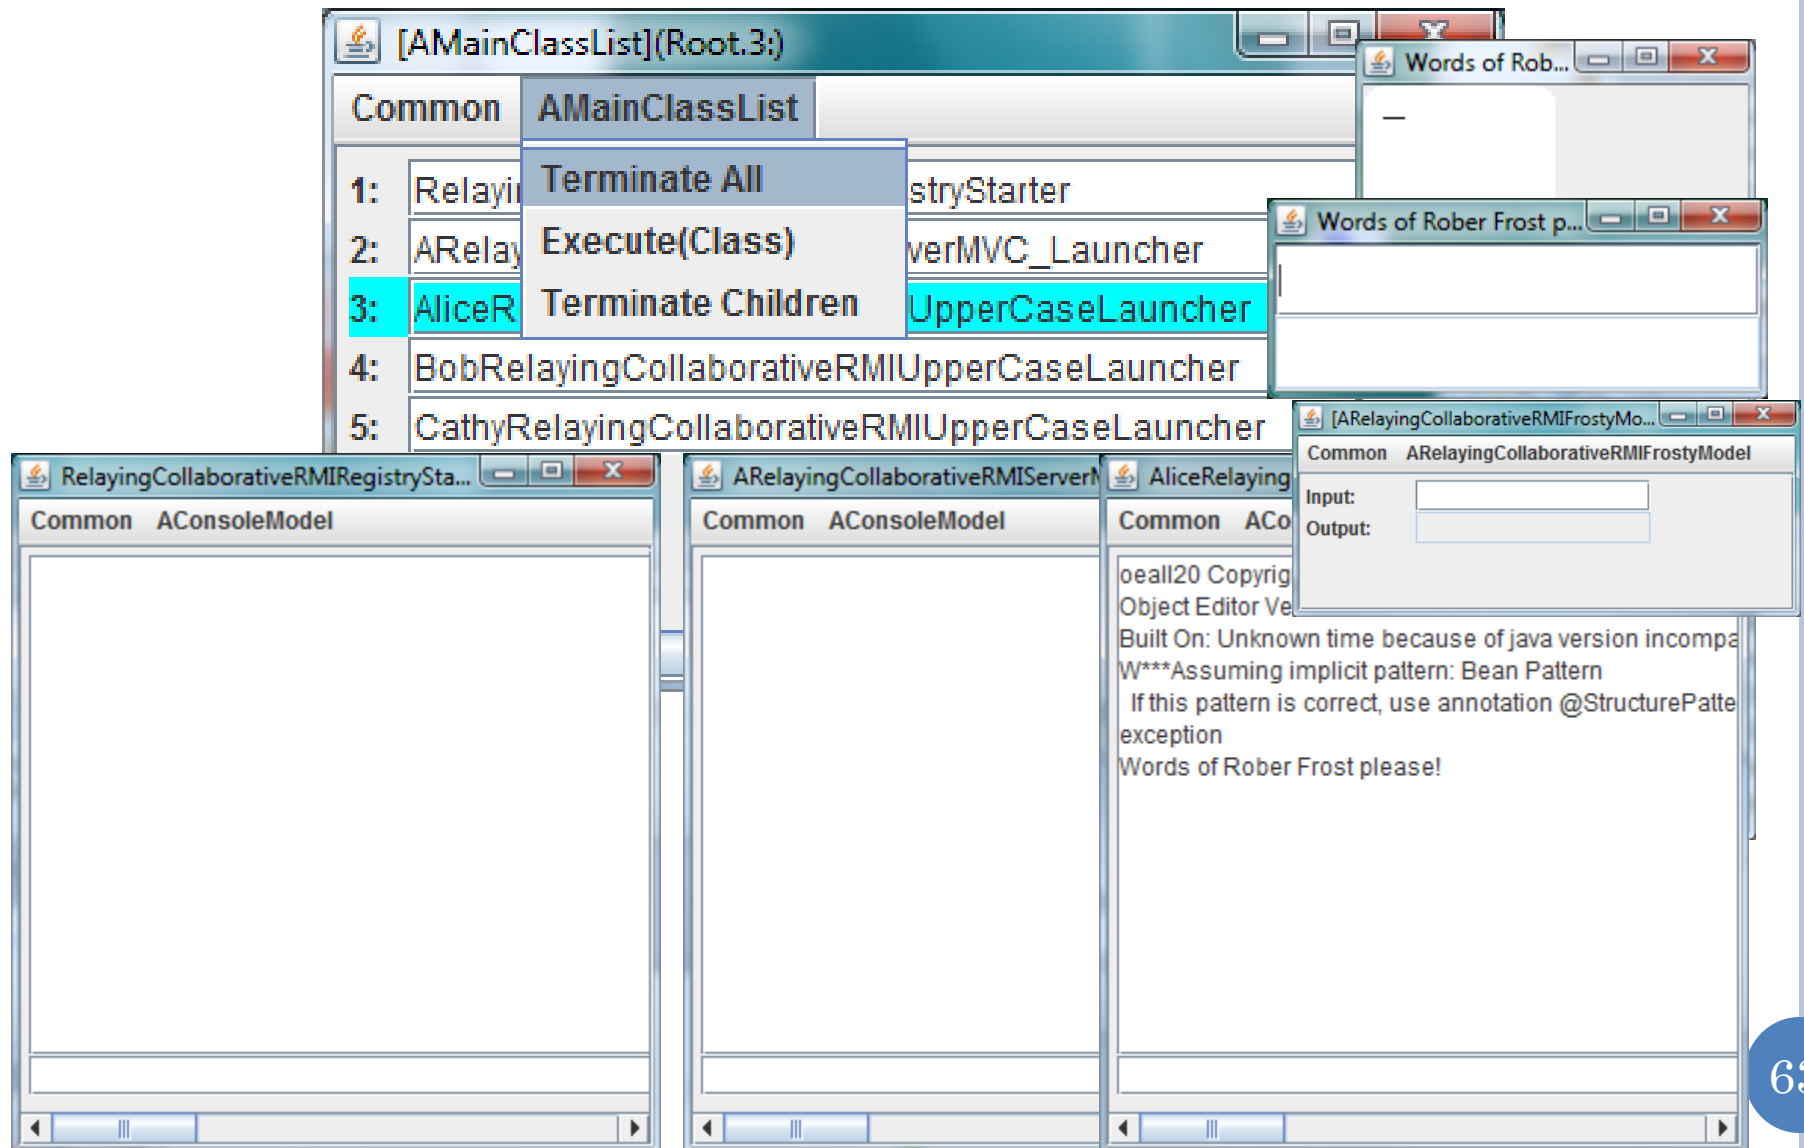 [AMainClassList](Root.3:)
Common AMainClassList
Terminate All
Execute(Class)
Terminate Children
1: Relayin stryStarter
2: ARelay verMVC_Launcher
3: AliceR UpperCaseLauncher
4: BobRelayingCollaborativeRMIUpperCaseLauncher
5: CathyRelayingCollaborativeRMIUpperCaseLauncher
Words of Rob...
Words of Rober Frost p...
[ARelayingCollaborativeRMIFrostyMo...
Common ARelayingCollaborativeRMIFrostyModel
Input:
Output:
RelayingCollaborativeRMIRegistrySta...
Common AConsoleModel
ARelayingCollaborativeRMIServerM
Common AConsoleModel
AliceRelaying
Common ACo
oeall20 Copyrig
Object Editor Ve
Built On: Unknown time because of java version incompa
W***Assuming implicit pattern: Bean Pattern
If this pattern is correct, use annotation @StructurePatte
exception
Words of Rober Frost please!